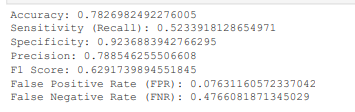 Accuracy: 0.7826982492276005
Sensitivity (Recall): 0.5233918128654971
Specificity: 0.9236883942766295
Precision: 0.788546255506608
F1 Score: 0.6291739894551845
False Positive Rate (FPR): 0.07631160572337042
False Negative Rate (FNR): 0.4766081871345029